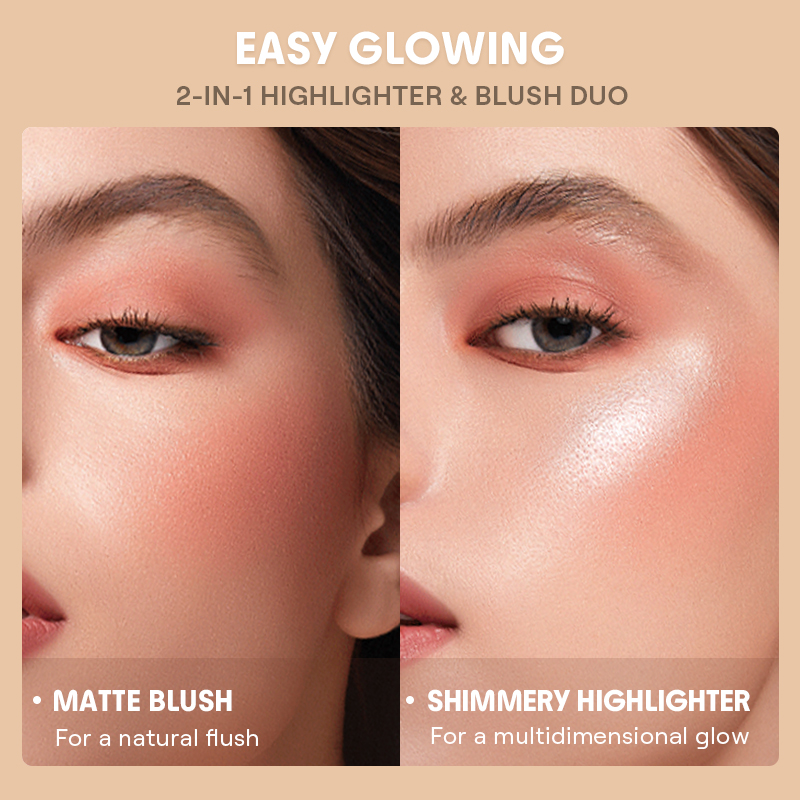 EASY GLOWING
2-IN-1 HIGHLIGHTER & BLUSH DUO
• MATTE BLUSH
For a natural flush
• SHIMMERY HIGHLIGHTER
For a multidimensional glow